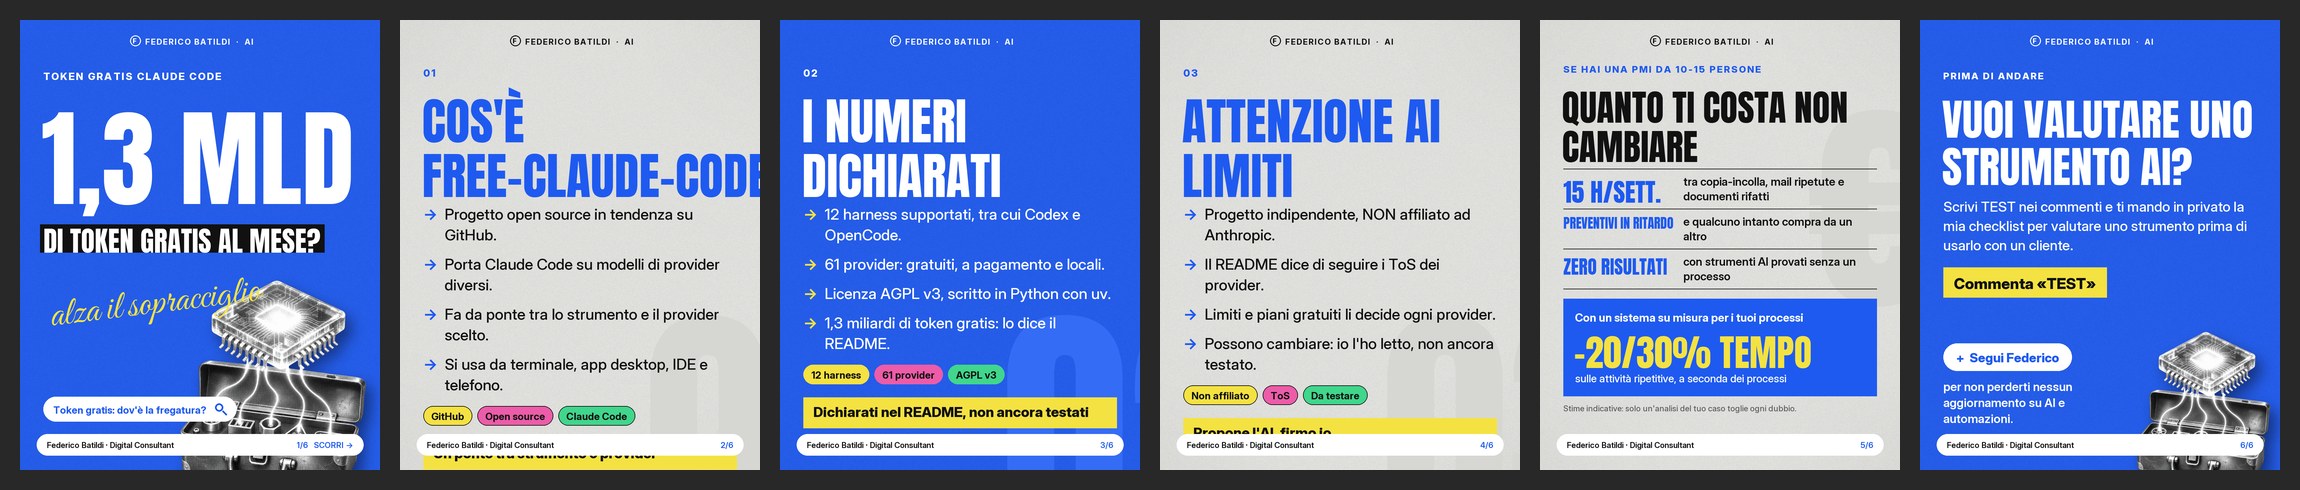 FEDERICO BATILDI · AI
TOKEN GRATIS CLAUDE CODE
1,3 MLD
DI TOKEN GRATIS AL MESE?
alza il sopracciglio
Token gratis: dov'è la fregatura?
Federico Batildi · Digital Consultant
1/6 SCORRI →
FEDERICO BATILDI · AI
01
COS'È
FREE-CLAUDE-CODE
→ Progetto open source in tendenza su
GitHub.
→ Porta Claude Code su modelli di provider
diversi.
→ Fa da ponte tra lo strumento e il provider
scelto.
→ Si usa da terminale, app desktop, IDE e
telefono.
GitHub
Open source
Claude Code
Federico Batildi · Digital Consultant
2/6
Un ponte tra strumento e provider
FEDERICO BATILDI · AI
02
I NUMERI
DICHIARATI
→ 12 harness supportati, tra cui Codex e
OpenCode.
→ 61 provider: gratuiti, a pagamento e locali.
→ Licenza AGPL v3, scritto in Python con uv.
→ 1,3 miliardi di token gratis: lo dice il
README.
12 harness
61 provider
AGPL v3
Dichiarati nel README, non ancora testati
Federico Batildi · Digital Consultant
3/6
FEDERICO BATILDI · AI
03
ATTENZIONE AI
LIMITI
→ Progetto indipendente, NON affiliato ad
Anthropic.
→ Il README dice di seguire i ToS dei
provider.
→ Limiti e piani gratuiti li decide ogni provider.
→ Possono cambiare: io l'ho letto, non ancora
testato.
Non affiliato
ToS
Da testare
Propone l'AI, firmo io
Federico Batildi · Digital Consultant
4/6
FEDERICO BATILDI · AI
SE HAI UNA PMI DA 10-15 PERSONE
QUANTO TI COSTA NON
CAMBIARE
15 H/SETT.
tra copia-incolla, mail ripetute e
documenti rifatti
PREVENTIVI IN RITARDO
e qualcuno intanto compra da un
altro
ZERO RISULTATI
con strumenti AI provati senza un
processo
Con un sistema su misura per i tuoi processi
-20/30% TEMPO
sulle attività ripetitive, a seconda dei processi
Stime indicative: solo un'analisi del tuo caso toglie ogni dubbio.
Federico Batildi · Digital Consultant
5/6
FEDERICO BATILDI · AI
PRIMA DI ANDARE
VUOI VALUTARE UNO
STRUMENTO AI?
Scrivi TEST nei commenti e ti mando in privato la
mia checklist per valutare uno strumento prima di
usarlo con un cliente.
Commenta «TEST»
+ Segui Federico
per non perderti nessun
aggiornamento su AI e
automazioni.
Federico Batildi · Digital Consultant
6/6